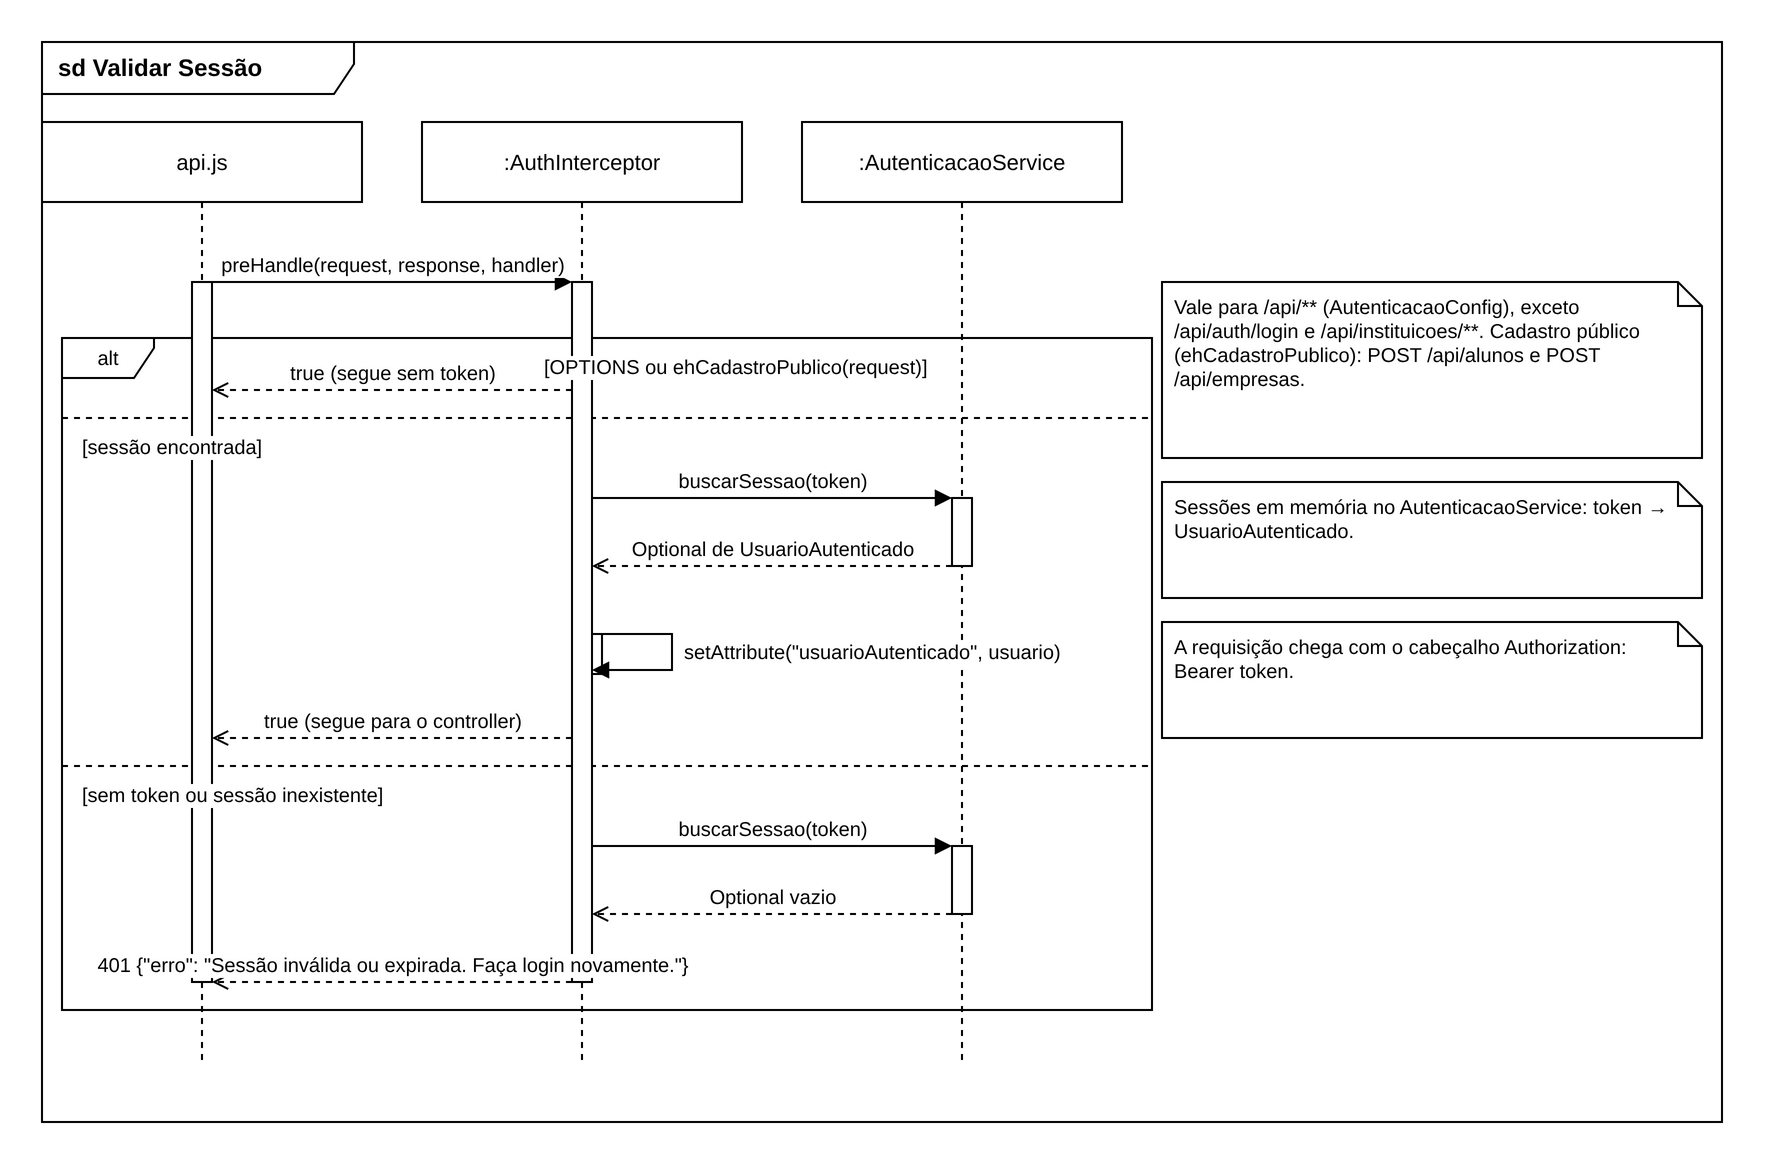 sd Validar Sessão
api.js
:AuthInterceptor
:AutenticacaoService
preHandle(request, response, handler)
alt
[OPTIONS ou ehCadastroPublico(request)]
true (segue sem token)
[sessão encontrada]
buscarSessao(token)
Optional de UsuarioAutenticado
setAttribute("usuarioAutenticado", usuario)
true (segue para o controller)
[sem token ou sessão inexistente]
buscarSessao(token)
Optional vazio
401 {"erro": "Sessão inválida ou expirada. Faça login novamente."}
Vale para /api/** (AutenticacaoConfig), exceto
/api/auth/login e /api/instituicoes/**. Cadastro público
(ehCadastroPublico): POST /api/alunos e POST
/api/empresas.
Sessões em memória no AutenticacaoService: token →
UsuarioAutenticado.
A requisição chega com o cabeçalho Authorization:
Bearer token.